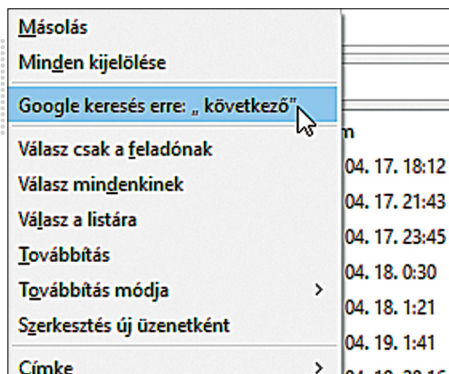 Másolás
Minden kijelölése
Google keresés erre: „ következő”
Válasz csak a feladónak
Válasz mindenkinek
Válasz a listára
Továbbítás
Továbbítás módja
Szerkesztés új üzenetként
Címke
m
04. 17. 18:12
04. 17. 21:43
04. 17. 23:45
04. 18. 0:30
04. 18. 1:21
04. 19. 1:41